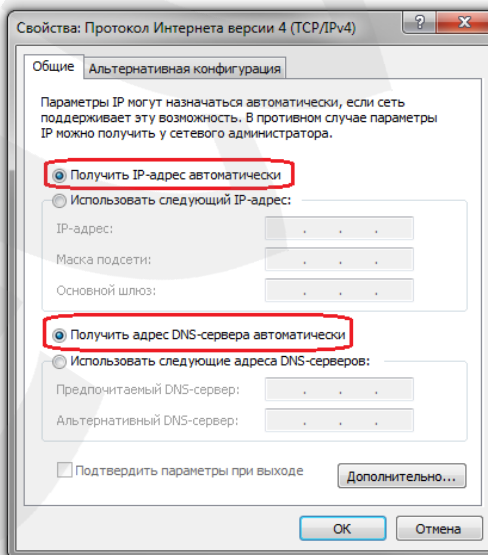 Свойства: Протокол Интернета версии 4 (TCP/IPv4)
Общие Альтернативная конфигурация
Параметры IP могут назначаться автоматически, если сеть
поддерживает эту возможность. В противном случае параметры
IP можно получить у сетевого администратора.
Получить IP-адрес автоматически
Использовать следующий IP-адрес:
IP-адрес:
Маска подсети:
Основной шлюз:
Получить адрес DNS-сервера автоматически
Использовать следующие адреса DNS-серверов:
Предпочитаемый DNS-сервер:
Альтернативный DNS-сервер:
Подтвердить параметры при выходе
Дополнительно...
ОК Отмена